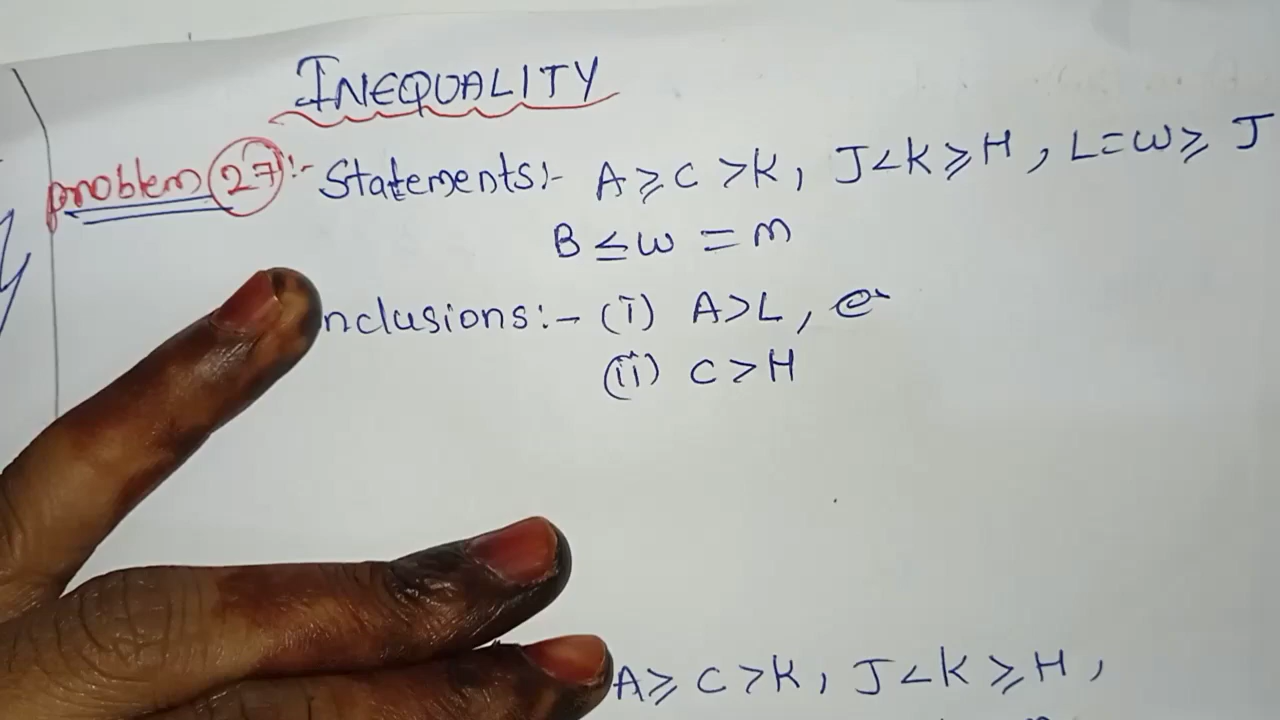 INEQUALITY
problem 27:- Statements:- A ⩾ C > K, J < K ⩾ H, L = W ⩾ J
B ≤ W = M
nclusions:- (i) A > L,
(ii) C > H
A ⩾ C > K, J < K ⩾ H,